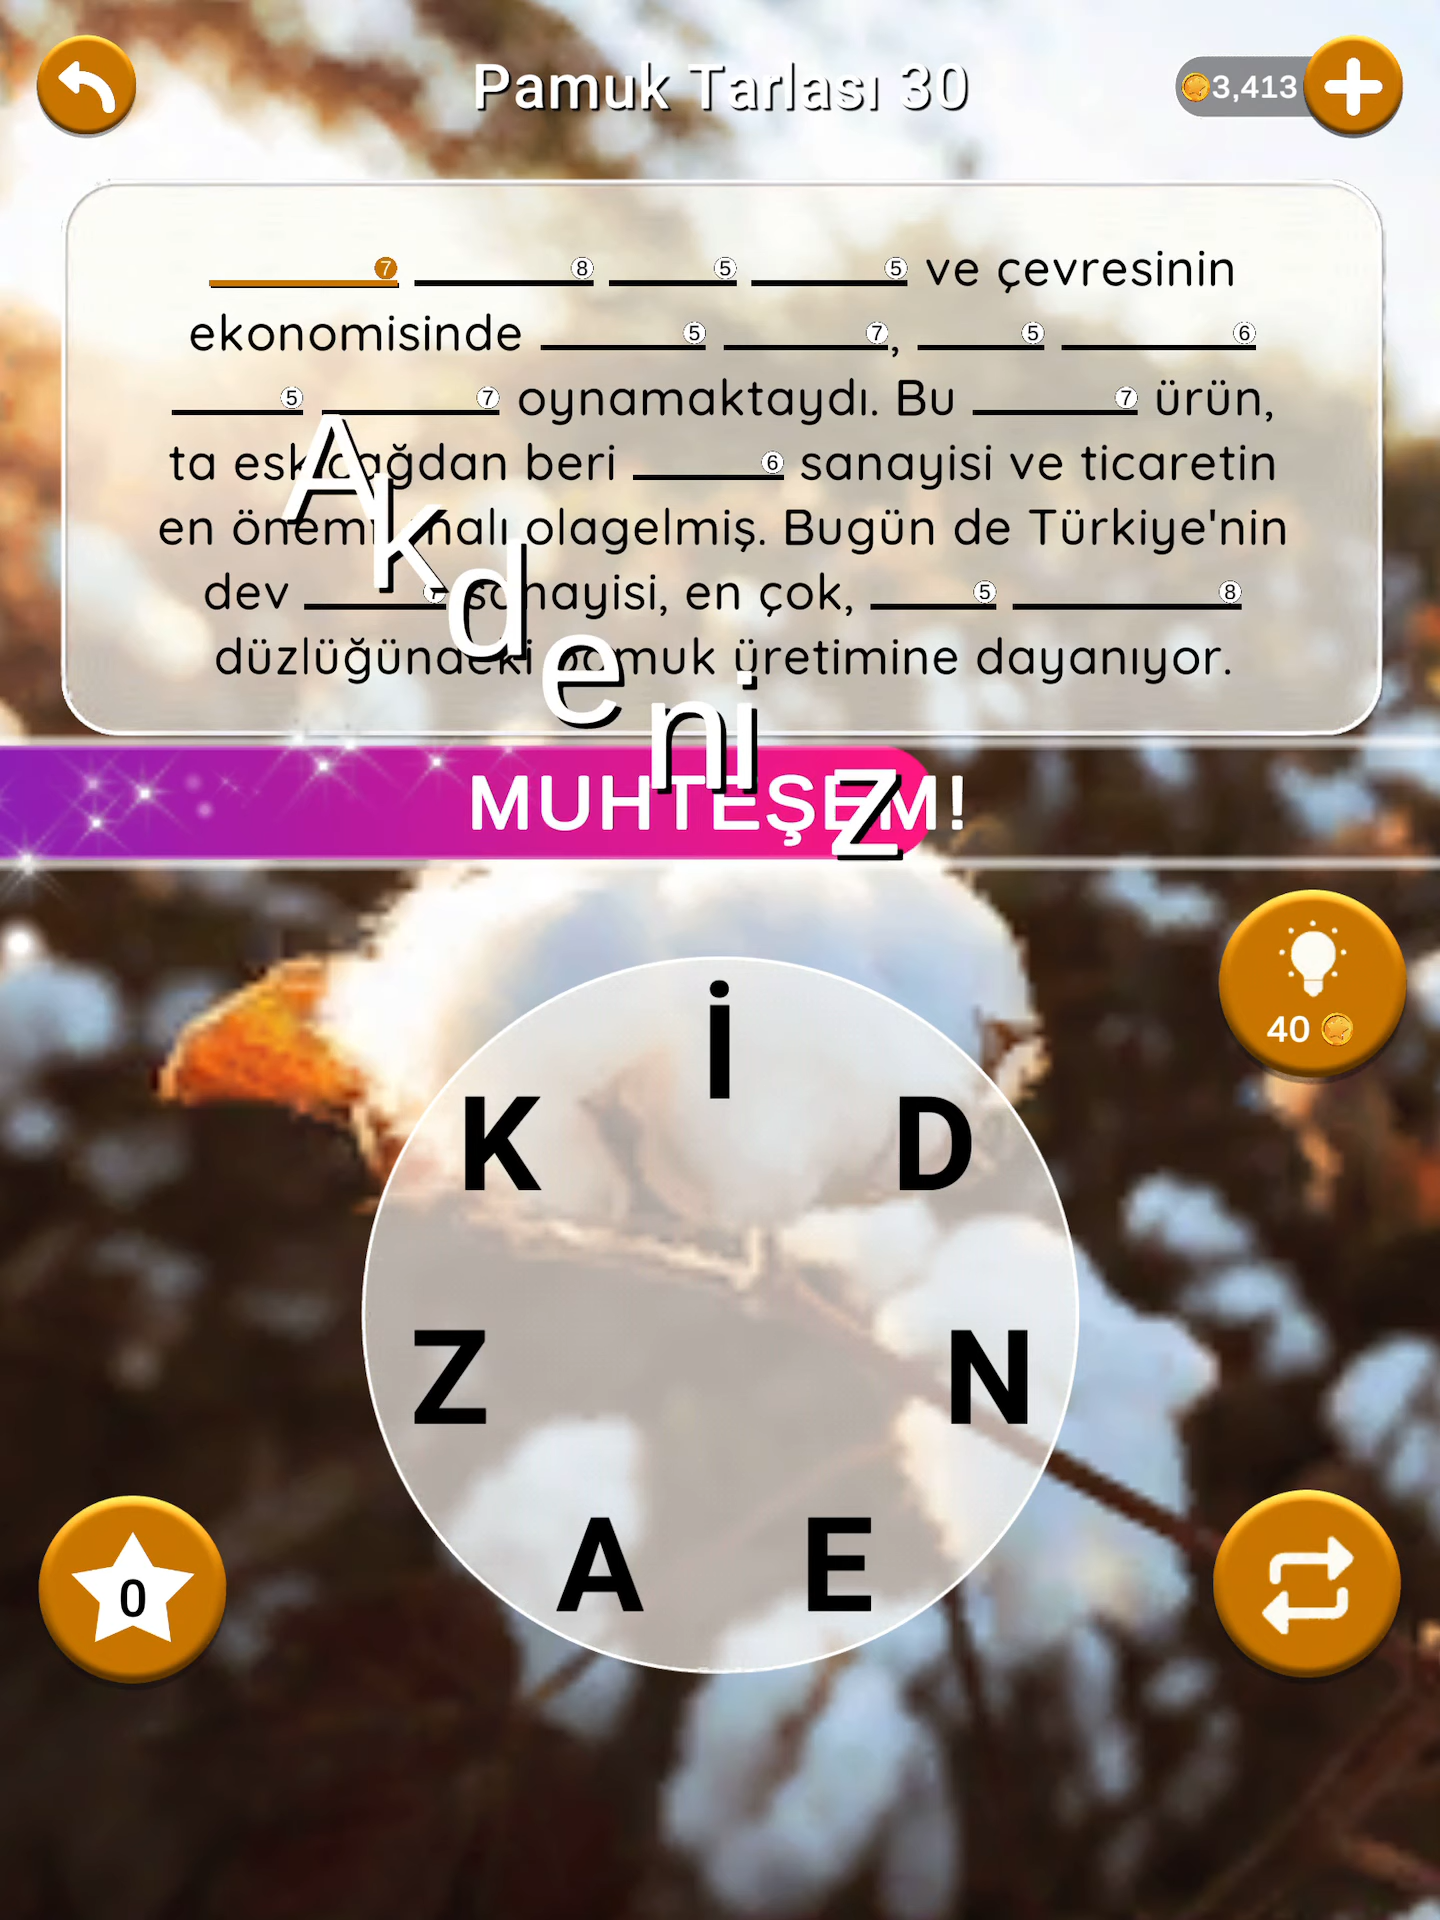 Pamuk Tarlası 30
3,413
7 8 5 5 ve çevresinin
ekonomisinde 5 7, 5 6
5 7 oynamaktaydı. Bu 7 ürün,
ta eski çağdan beri 6 sanayisi ve ticaretin
en önemli malı olagelmiş. Bugün de Türkiye'nin
dev sanayisi, en çok, 5 8
düzlüğündeki pamuk üretimine dayanıyor.
Akdeniz
MUHTEŞEM!
40
İ
K D
Z N
A E
0